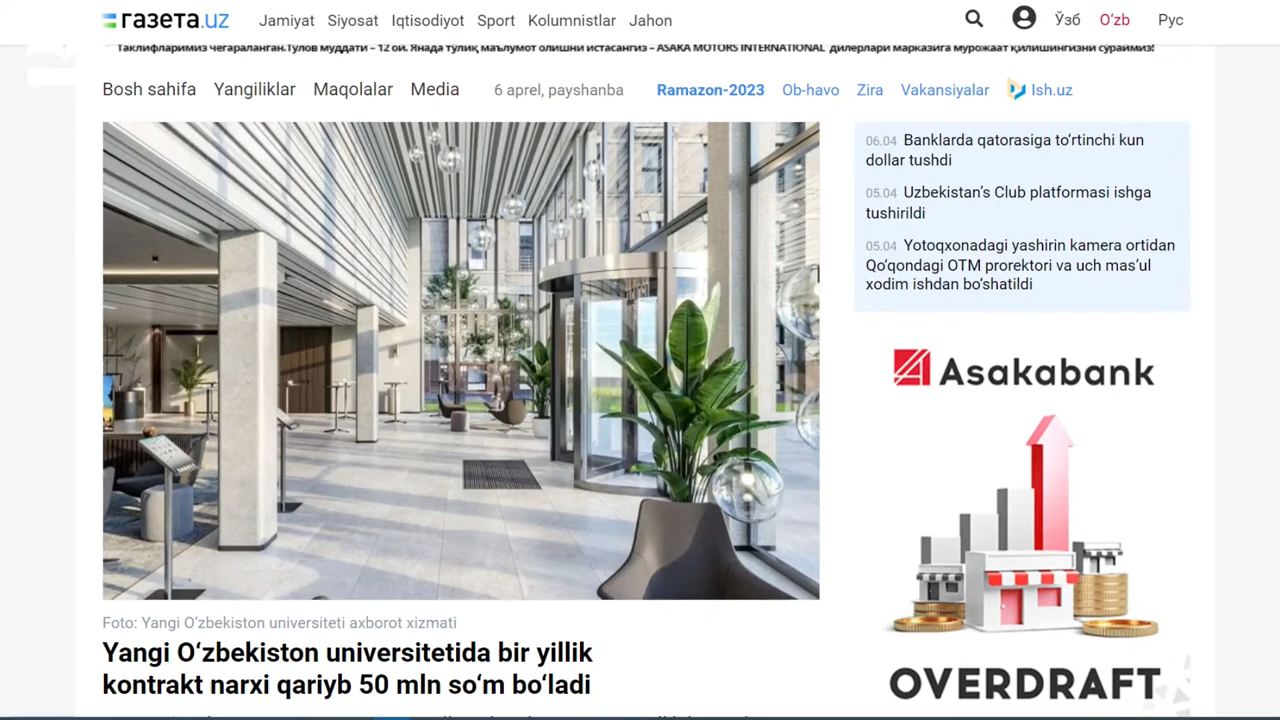 газета.uz
Jamiyat Siyosat Iqtisodiyot Sport Kolumnistlar Jahon
Ўзб O‘zb Рус
Таклифларимиз чегараланган.Тулов муддати – 12 ой. Янада тулиқ маълумот олишни истасангиз – ASAKA MOTORS INTERNATIONAL дилерлари марказига мурожаат қилишингизни сураймиз!
Bosh sahifa Yangiliklar Maqolalar Media
6 aprel, payshanba
Ramazon-2023 Ob-havo Zira Vakansiyalar Ish.uz
Foto: Yangi O‘zbekiston universiteti axborot xizmati
Yangi O‘zbekiston universitetida bir yillik
kontrakt narxi qariyb 50 mln so‘m bo‘ladi
06.04 Banklarda qatorasiga to‘rtinchi kun
dollar tushdi
05.04 Uzbekistan’s Club platformasi ishga
tushirildi
05.04 Yotoqxonadagi yashirin kamera ortidan
Qo‘qondagi OTM prorektori va uch mas’ul
xodim ishdan bo‘shatildi
Asakabank
OVERDRAFT